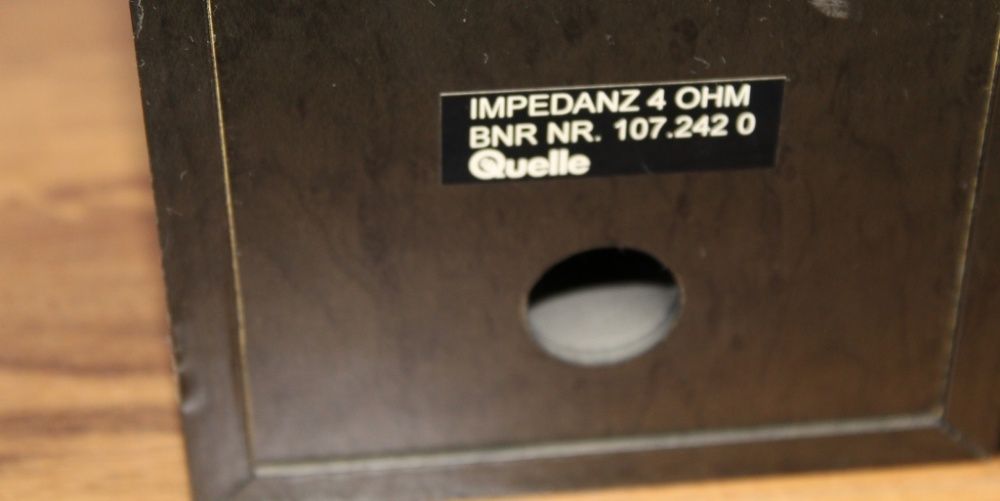 IMPEDANZ 4 OHM
BNR NR. 107.242 0
Quelle